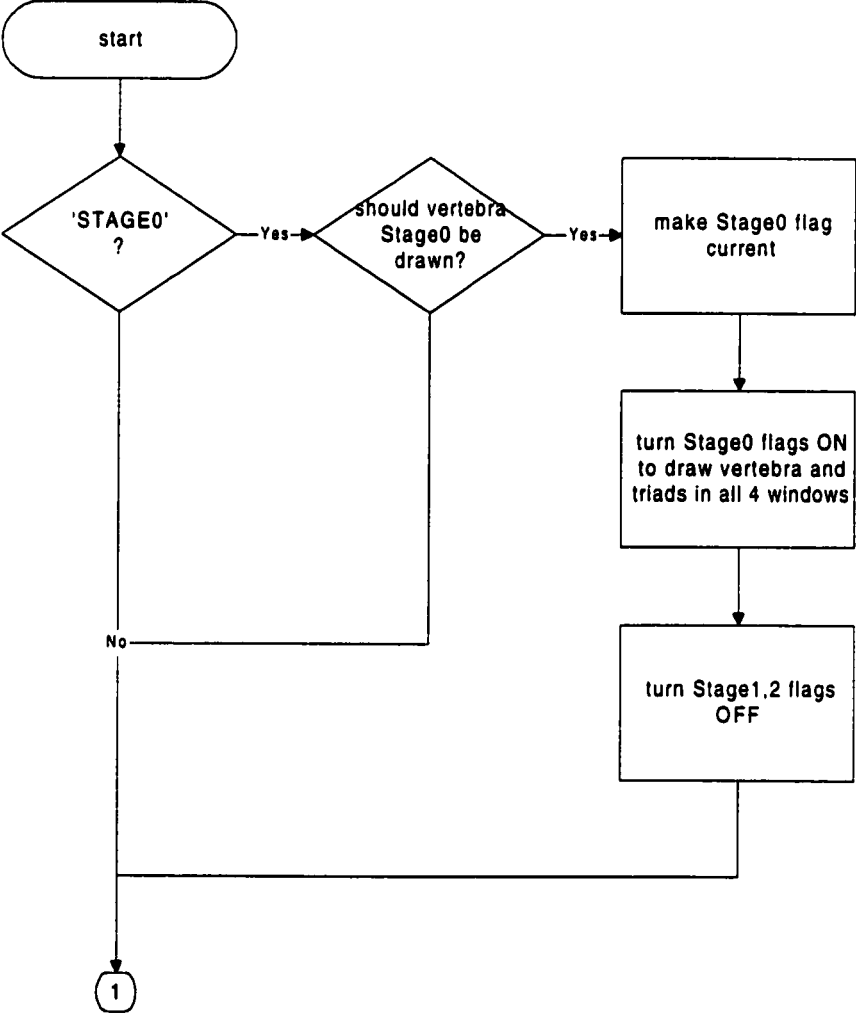 start
'STAGE0'
?
Yes
should vertebra
Stage0 be
drawn?
Yes
make Stage0 flag
current
turn Stage0 flags ON
to draw vertebra and
triads in all 4 windows
No
turn Stage1,2 flags
OFF
1